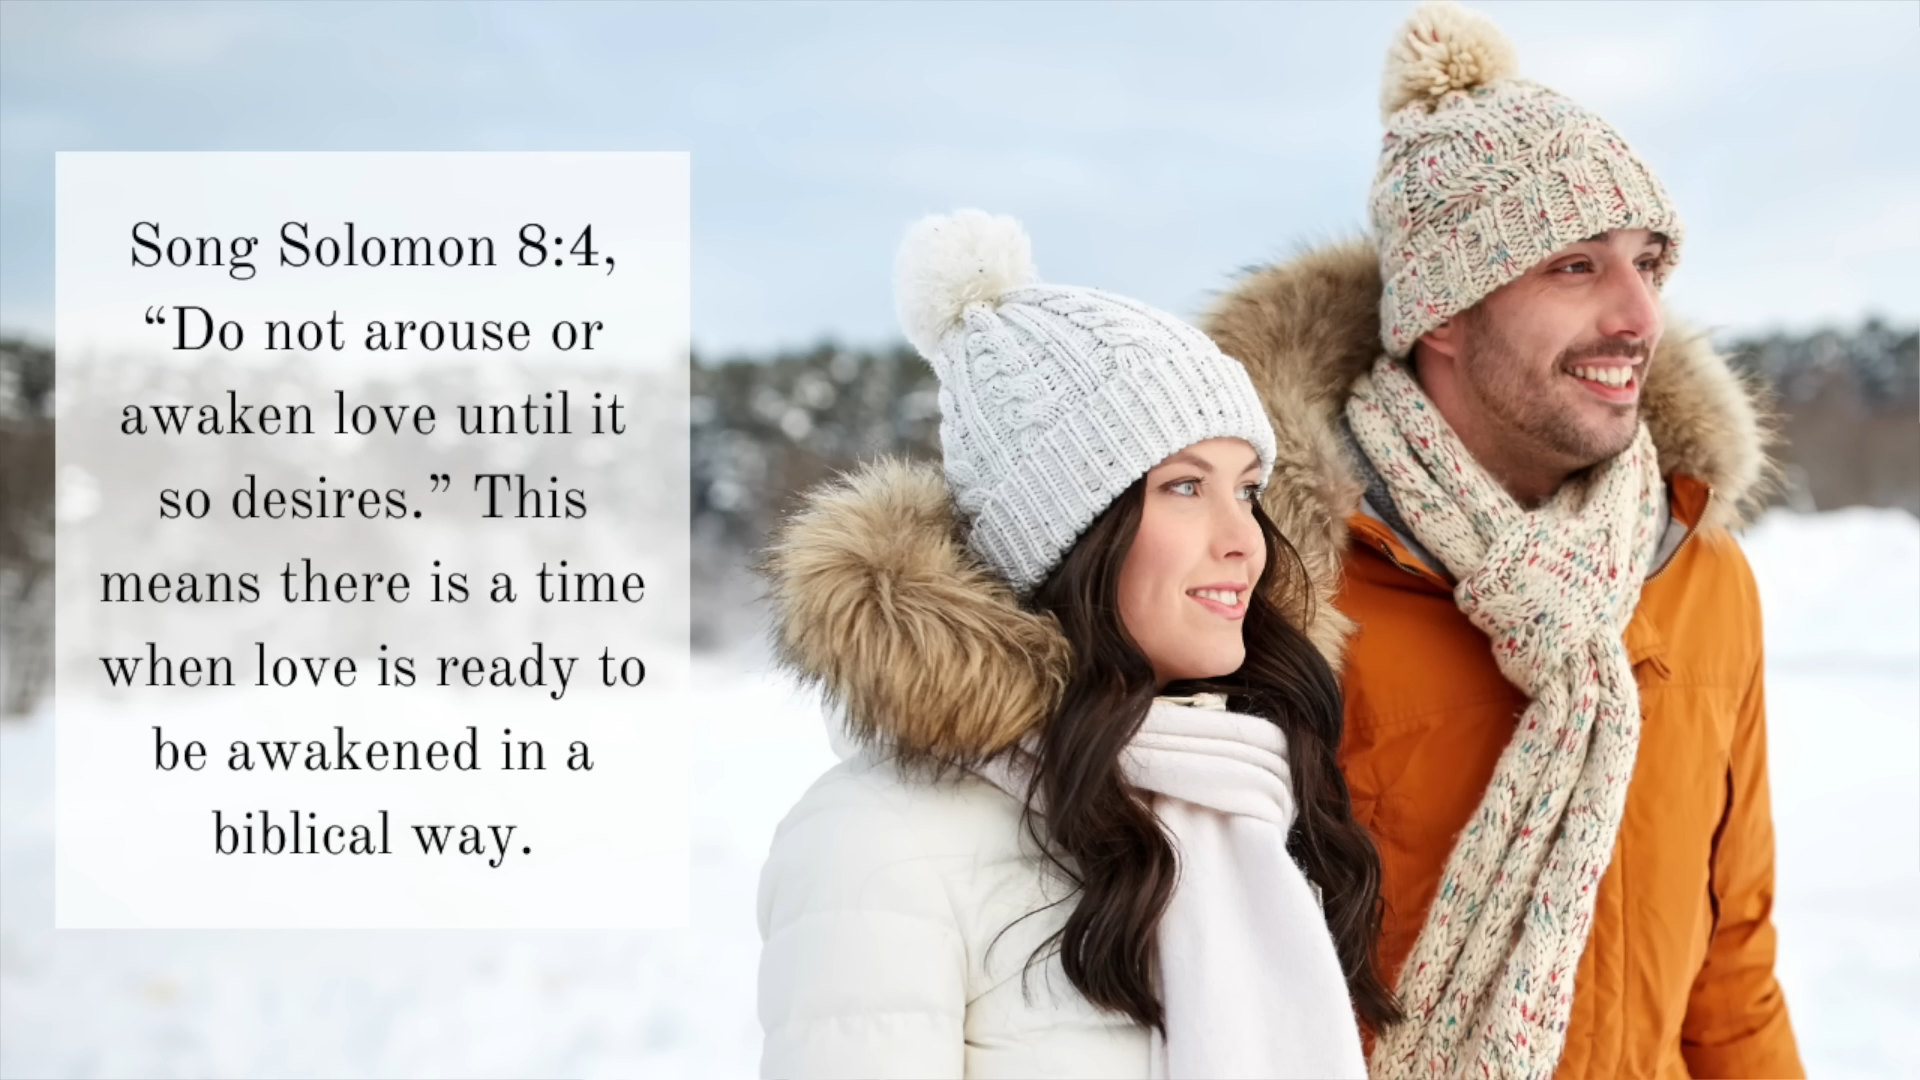 Song Solomon 8:4,
“Do not arouse or
awaken love until it
so desires.” This
means there is a time
when love is ready to
be awakened in a
biblical way.